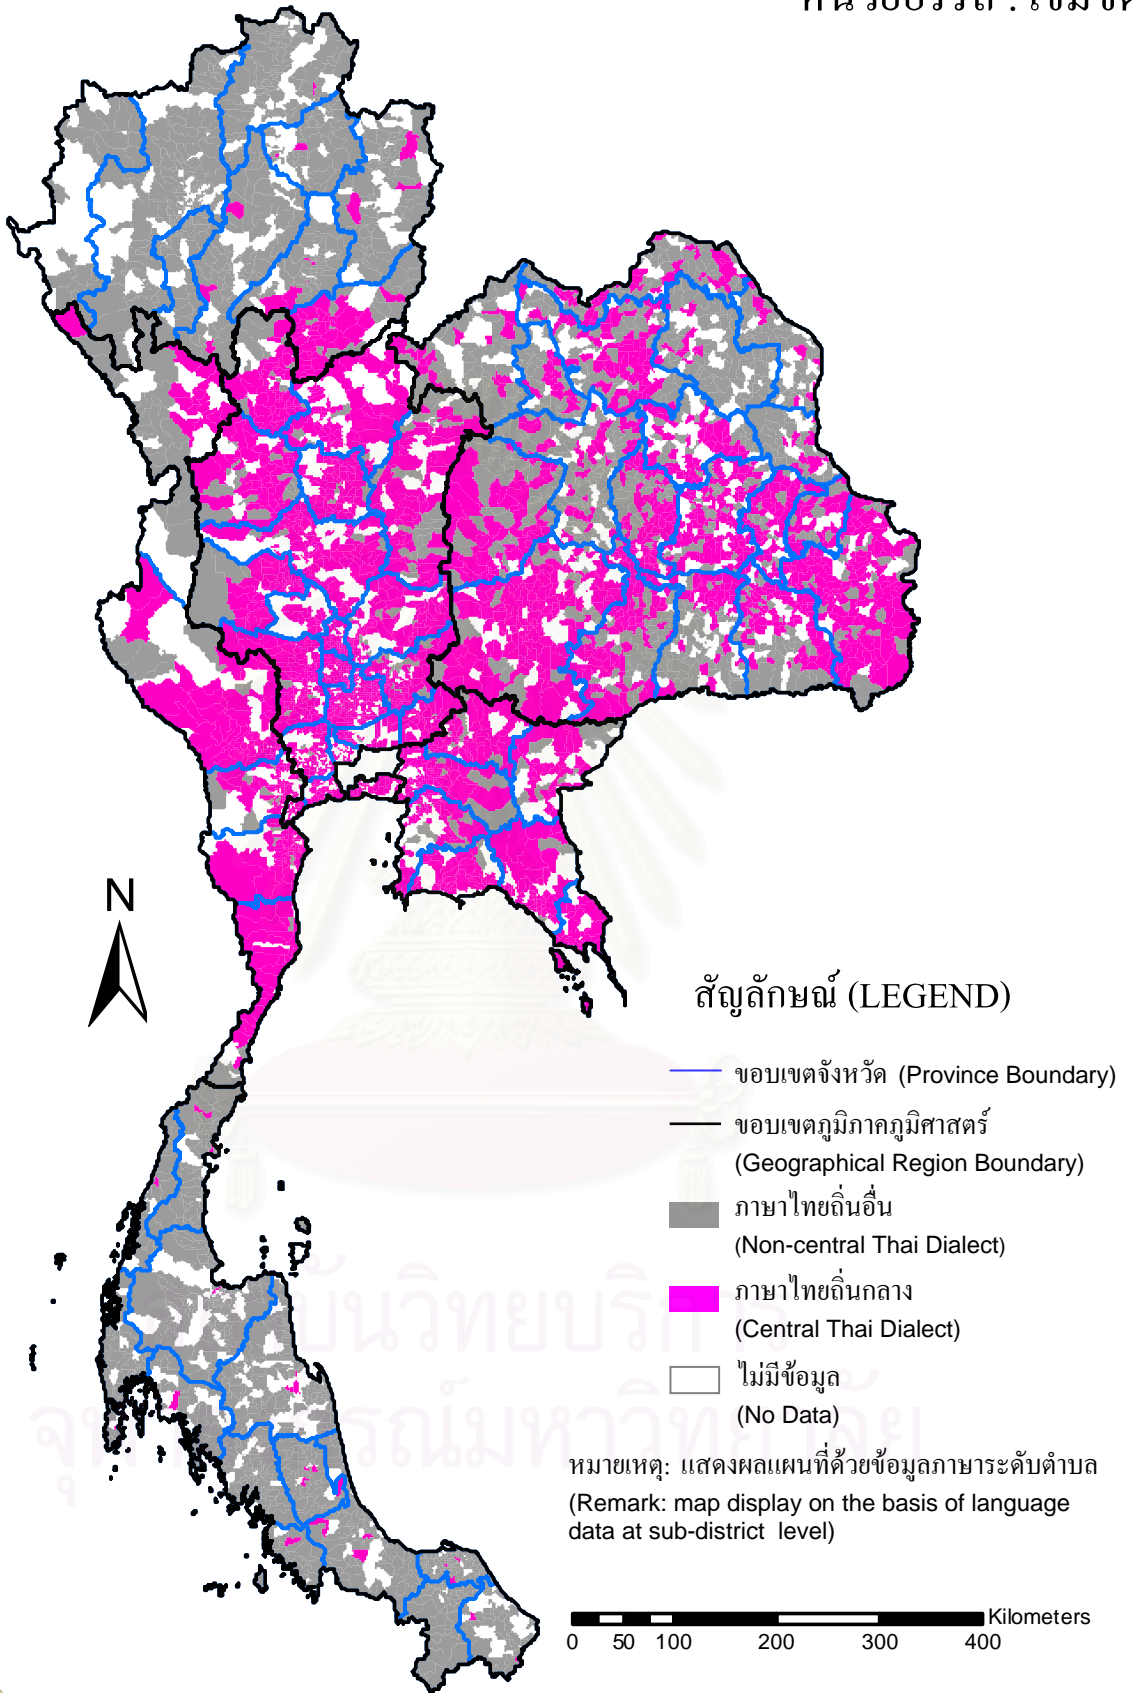 N
สัญลักษณ์ (LEGEND)
ขอบเขตจังหวัด (Province Boundary)
ขอบเขตภูมิภาคภูมิศาสตร์
(Geographical Region Boundary)
ภาษาไทยถิ่นอื่น
(Non-central Thai Dialect)
ภาษาไทยถิ่นกลาง
(Central Thai Dialect)
ไม่มีข้อมูล
(No Data)
หมายเหตุ: แสดงผลแผนที่ด้วยข้อมูลภาษาระดับตำบล
(Remark: map display on the basis of language
data at sub-district level)
Kilometers
0 50 100 200 300 400